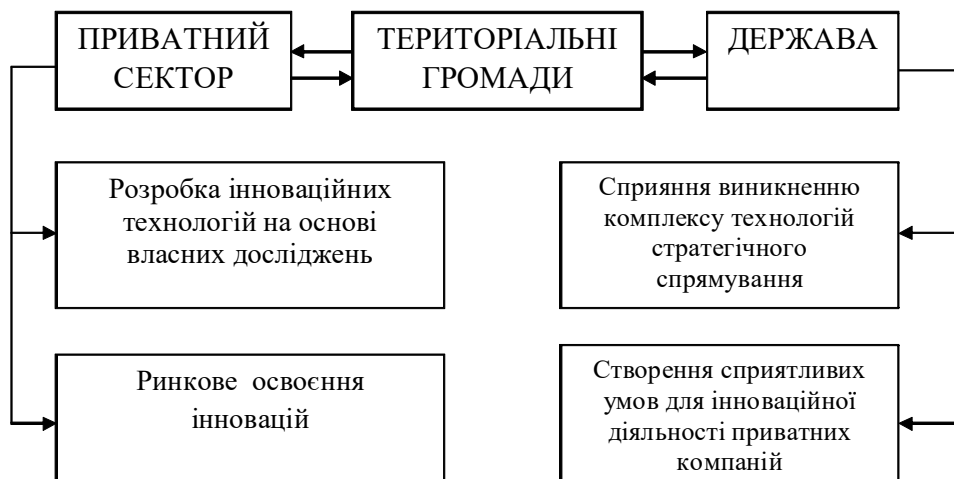 ПРИВАТНИЙ
СЕКТОР
ТЕРИТОРІАЛЬНІ
ГРОМАДИ
ДЕРЖАВА
Розробка інноваційних
технологій на основі
власних досліджень
Сприяння виникненню
комплексу технологій
стратегічного
спрямування
Ринкове освоєння
інновацій
Створення сприятливих
умов для інноваційної
діяльності приватних
компаній